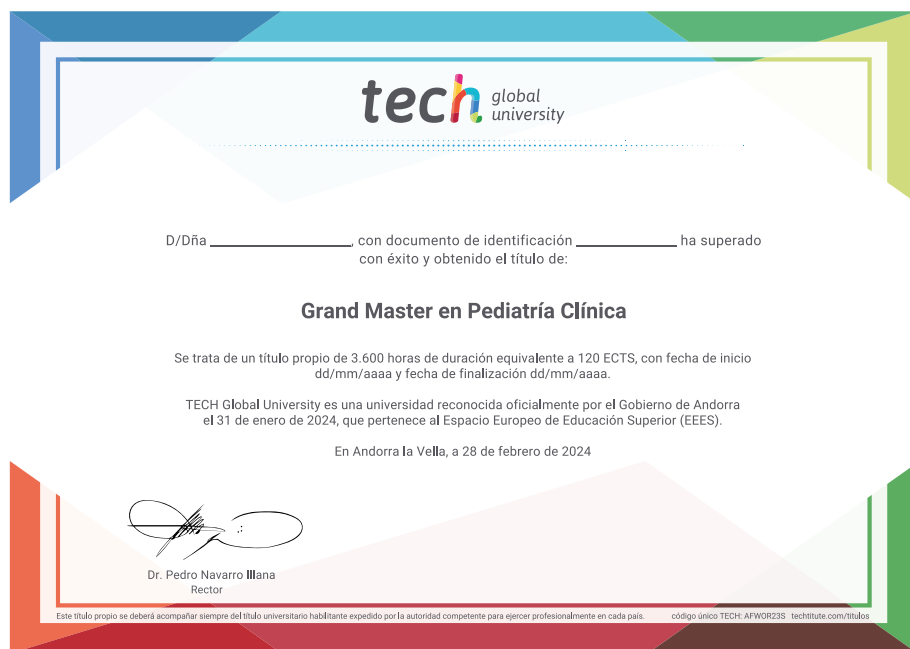 tech global
university
D/Dña ______________, con documento de identificación __________ ha superado
con éxito y obtenido el título de:
Grand Master en Pediatría Clínica
Se trata de un título propio de 3.600 horas de duración equivalente a 120 ECTS, con fecha de inicio
dd/mm/aaaa y fecha de finalización dd/mm/aaaa.
TECH Global University es una universidad reconocida oficialmente por el Gobierno de Andorra
el 31 de enero de 2024, que pertenece al Espacio Europeo de Educación Superior (EEES).
En Andorra la Vella, a 28 de febrero de 2024
Dr. Pedro Navarro Illana
Rector
Este título propio se deberá acompañar siempre del título universitario habilitante expedido por la autoridad competente para ejercer profesionalmente en cada país. código único TECH: AFWOR23S techtitute.com/titulos